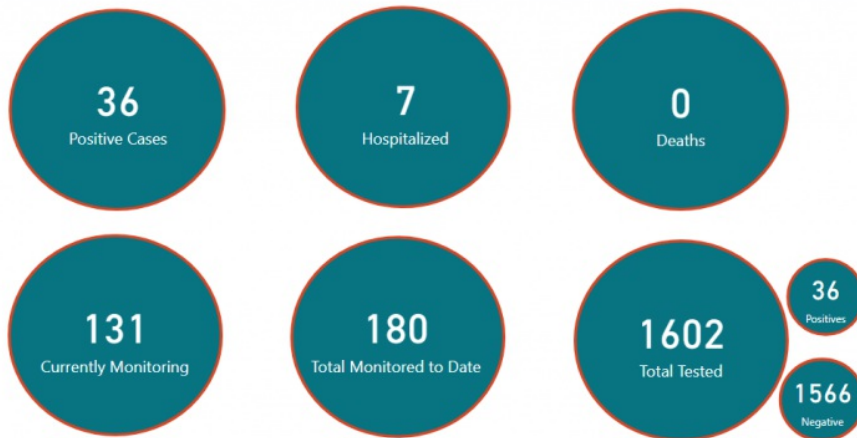 36
Positive Cases
7
Hospitalized
0
Deaths
131
Currently Monitoring
180
Total Monitored to Date
1602
Total Tested
36
Positives
1566
Negative